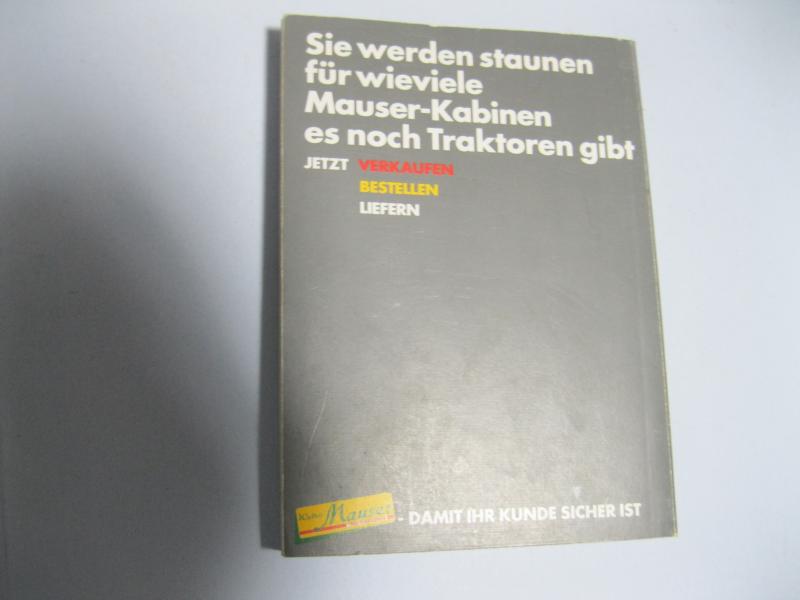 Sie werden staunen
für wieviele
Mauser-Kabinen
es noch Traktoren gibt
JETZT VERKAUFEN
BESTELLEN
LIEFERN
Mauser - DAMIT IHR KUNDE SICHER IST